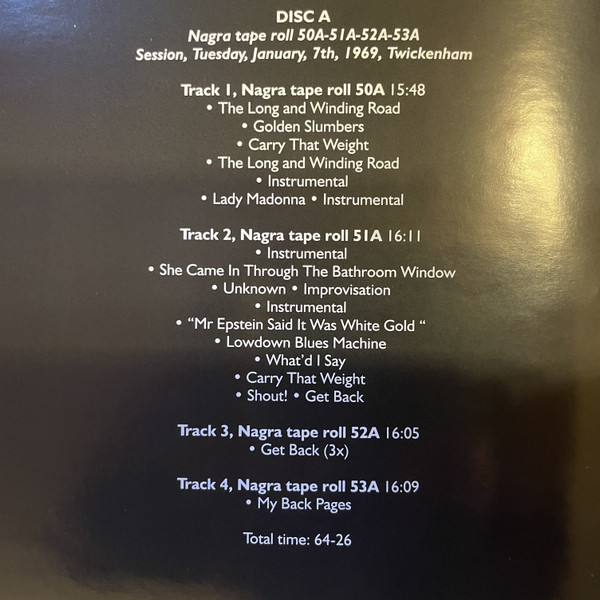 DISC A
Nagra tape roll 50A-51A-52A-53A
Session, Tuesday, January, 7th, 1969, Twickenham
Track 1, Nagra tape roll 50A 15:48
• The Long and Winding Road
• Golden Slumbers
• Carry That Weight
• The Long and Winding Road
• Instrumental
• Lady Madonna • Instrumental
Track 2, Nagra tape roll 51A 16:11
• Instrumental
• She Came In Through The Bathroom Window
• Unknown • Improvisation
• Instrumental
• “Mr Epstein Said It Was White Gold “
• Lowdown Blues Machine
• What'd I Say
• Carry That Weight
• Shout! • Get Back
Track 3, Nagra tape roll 52A 16:05
• Get Back (3x)
Track 4, Nagra tape roll 53A 16:09
• My Back Pages
Total time: 64-26